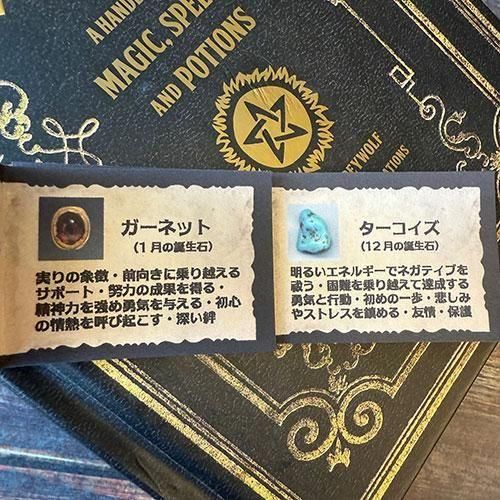 A HAND
MAGIC, SPE
AND POTIONS
EYWOLF
ATIONS
ガーネット
(1月の誕生石)
実りの象徴・前向きに乗り越える
サポート・努力の成果を得る・
精神力を強め勇気を与える・初心
の情熱を呼び起こす・深い絆
ターコイズ
(12月の誕生石)
明るいエネルギーでネガティブを
祓う・困難を乗り越えて達成する
勇気と行動・初めの一歩・悲しみ
やストレスを鎮める・友情・保護